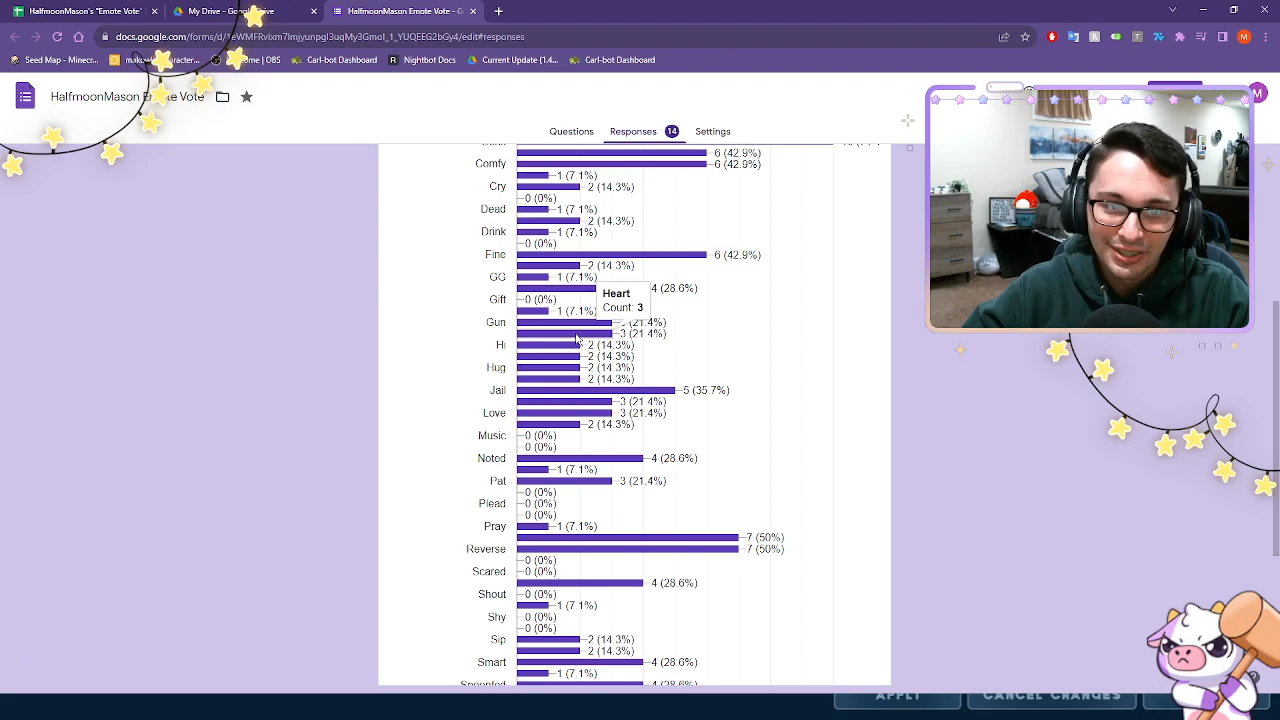 HalfmoonMason's "Emote Vote"
HalfmoonMason Emote Vote - G
docs.google.com/forms/d/1eWMFRvlxm7Imjyunpgl3uqMy3GmoI_1_YUQEG2bGy4/edit#responses
Seed Map - Minec...
OBS
Carl-bot Dashboard
Nightbot Docs
Current Update (1.4...
Carl-bot Dashboard
HalfmoonMason Emote Vote
M
Questions
Responses
14
Settings
6 (42.9%)
Comfy
6 (42.9%)
1 (7.1%)
Cry
2 (14.3%)
0 (0%)
Dead
1 (7.1%)
2 (14.3%)
Drink
1 (7.1%)
0 (0%)
Fine
6 (42.9%)
2 (14.3%)
GG
1 (7.1%)
4 (28.6%)
Gift
0 (0%)
1 (7.1%)
Heart
Count: 3
Gun
(21.4%)
3 (21.4%)
Hi
2 (14.3%)
2 (14.3%)
Hug
2 (14.3%)
2 (14.3%)
Jail
5 (35.7%)
3 (21.4%)
Love
3 (21.4%)
2 (14.3%)
Music
0 (0%)
0 (0%)
Noted
4 (28.6%)
1 (7.1%)
Pat
3 (21.4%)
0 (0%)
Plead
0 (0%)
0 (0%)
Pray
1 (7.1%)
7 (50%)
Reverse
7 (50%)
0 (0%)
Scared
0 (0%)
4 (28.6%)
Shout
0 (0%)
1 (7.1%)
Shy
0 (0%)
0 (0%)
Sip
2 (14.3%)
2 (14.3%)
Smart
4 (28.6%)
1 (7.1%)
Spoonfed
4 (28.6%)
APPLY
CANCEL CHANGES